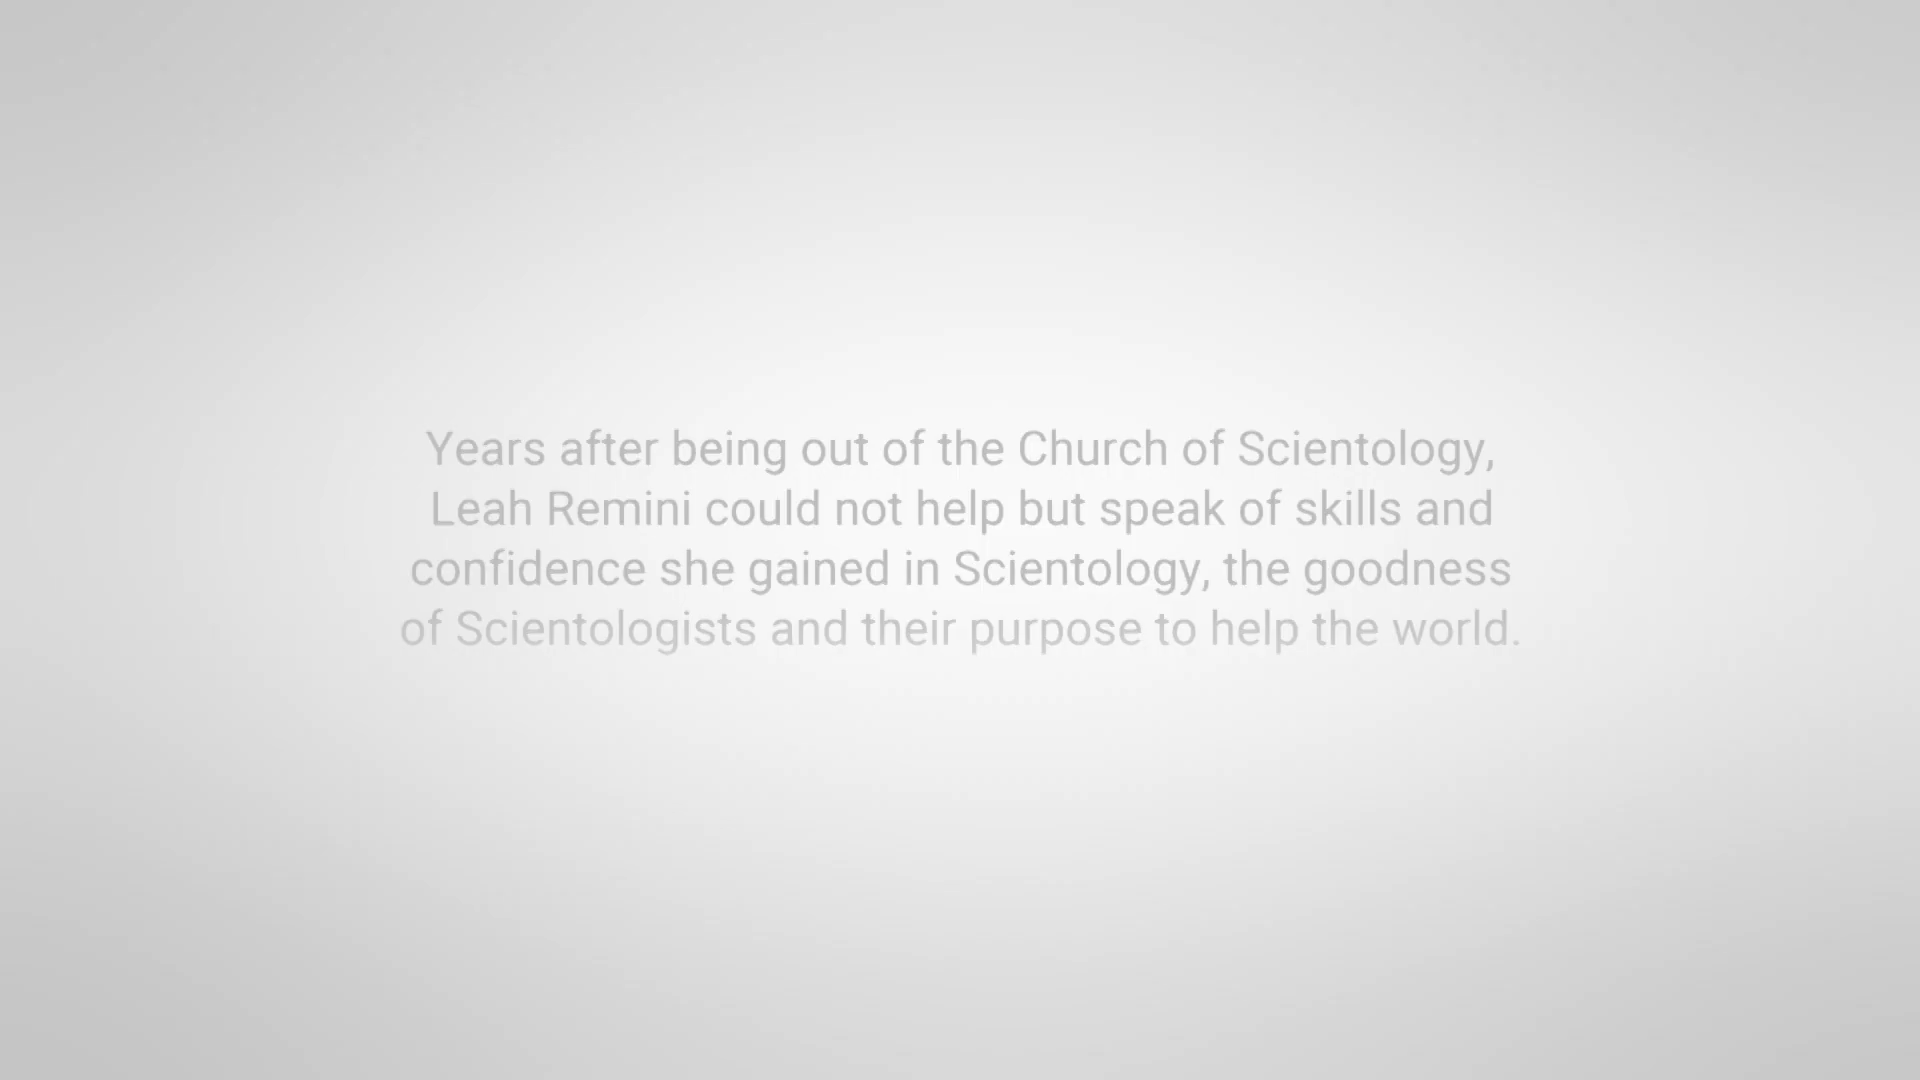 Years after being out of the Church of Scientology,
Leah Remini could not help but speak of skills and
confidence she gained in Scientology, the goodness
of Scientologists and their purpose to help the world.